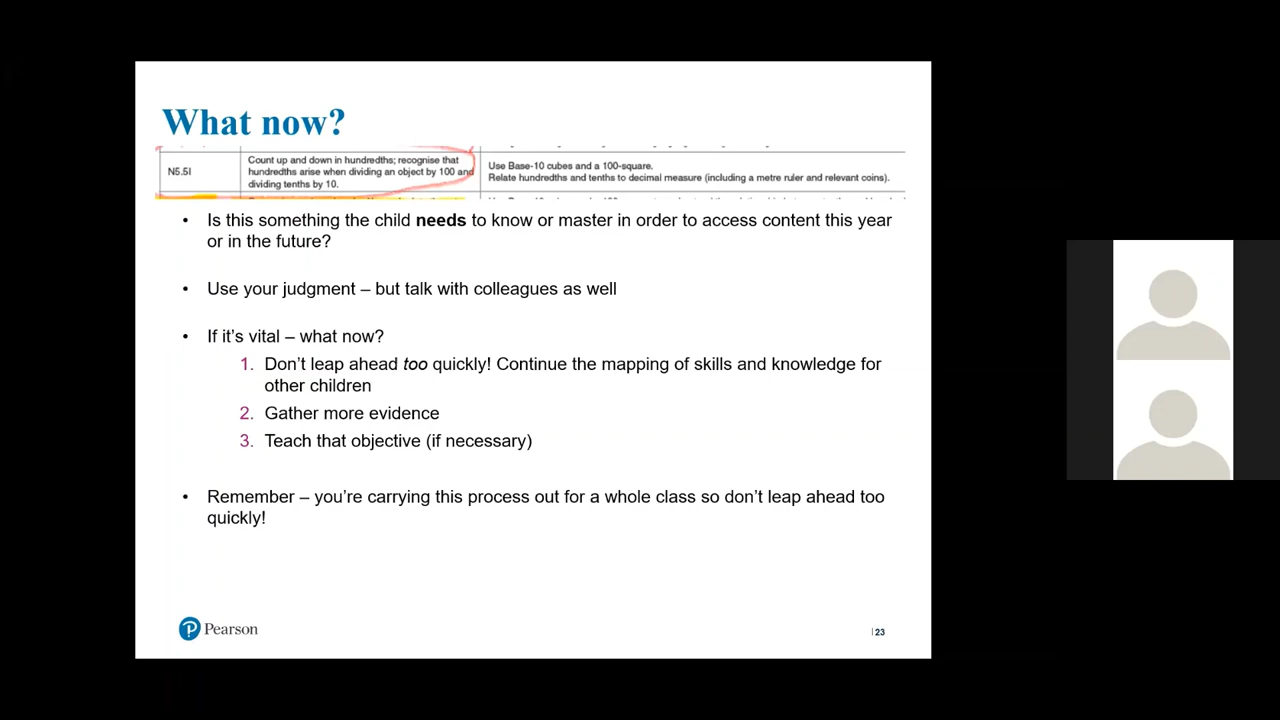 What now?
N5.5I
Count up and down in hundredths; recognise that
hundredths arise when dividing an object by 100 and
dividing tenths by 10.
Use Base-10 cubes and a 100-square.
Relate hundredths and tenths to decimal measure (including a metre ruler and relevant coins).
• Is this something the child needs to know or master in order to access content this year
or in the future?
• Use your judgment – but talk with colleagues as well
• If it's vital – what now?
1. Don't leap ahead too quickly! Continue the mapping of skills and knowledge for
other children
2. Gather more evidence
3. Teach that objective (if necessary)
• Remember – you're carrying this process out for a whole class so don't leap ahead too
quickly!
P Pearson
| 23